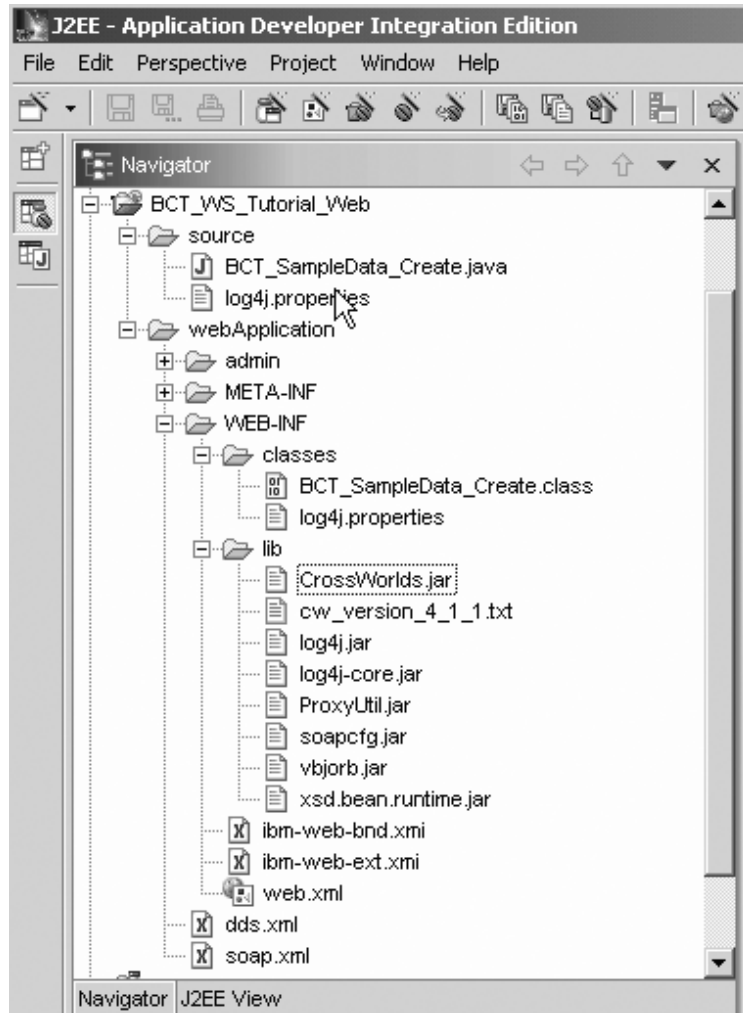 J2EE - Application Developer Integration Edition
File Edit Perspective Project Window Help
Navigator
BCT_WS_Tutorial_Web
source
BCT_SampleData_Create.java
log4j.properties
webApplication
admin
META-INF
WEB-INF
classes
BCT_SampleData_Create.class
log4j.properties
lib
CrossWorlds.jar
cw_version_4_1_1.txt
log4j.jar
log4j-core.jar
ProxyUtil.jar
soapcfg.jar
vbjorb.jar
xsd.bean.runtime.jar
ibm-web-bnd.xmi
ibm-web-ext.xmi
web.xml
dds.xml
soap.xml
Navigator J2EE View